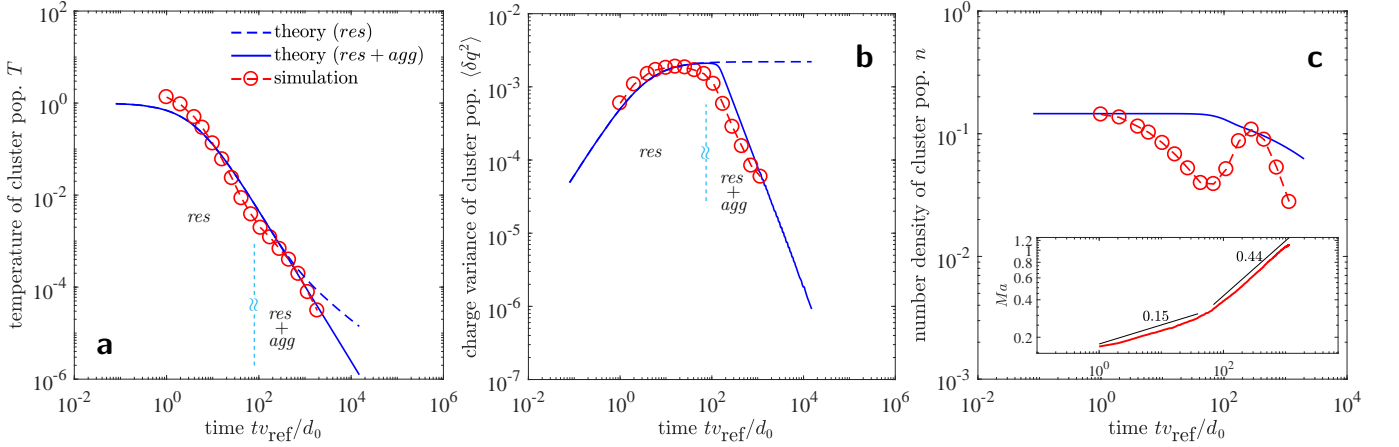 temperature of cluster pop. T
10^2
10^0
10^-2
10^-4
10^-6
theory (res)
theory (res + agg)
simulation
res
res
+
agg
≈
a
10^-2
10^0
10^2
10^4
10^6
time tv_ref/d_0
charge variance of cluster pop. ⟨δq^2⟩
10^-2
10^-3
10^-4
10^-5
10^-6
10^-7
b
res
res
+
agg
≈
10^-2
10^0
10^2
10^4
10^6
time tv_ref/d_0
number density of cluster pop. n
10^0
10^-1
10^-2
10^-3
c
Ma
1.2
1
0.8
0.6
0.4
0.2
0.15
0.44
10^0
10^2
10^-2
10^0
10^2
10^4
time tv_ref/d_0